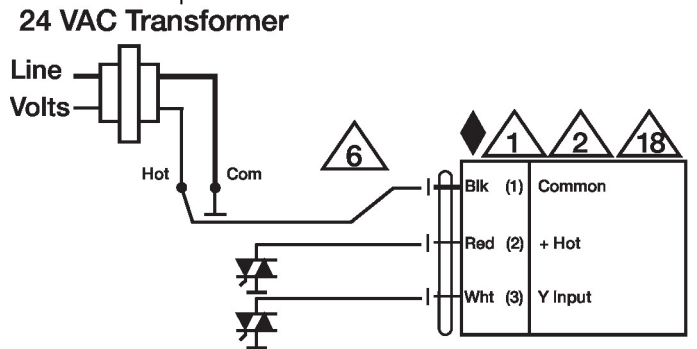 24 VAC Transformer
Line
Volts
Hot
Com
6
1
2
18
Blk (1) Common
Red (2) + Hot
Wht (3) Y Input